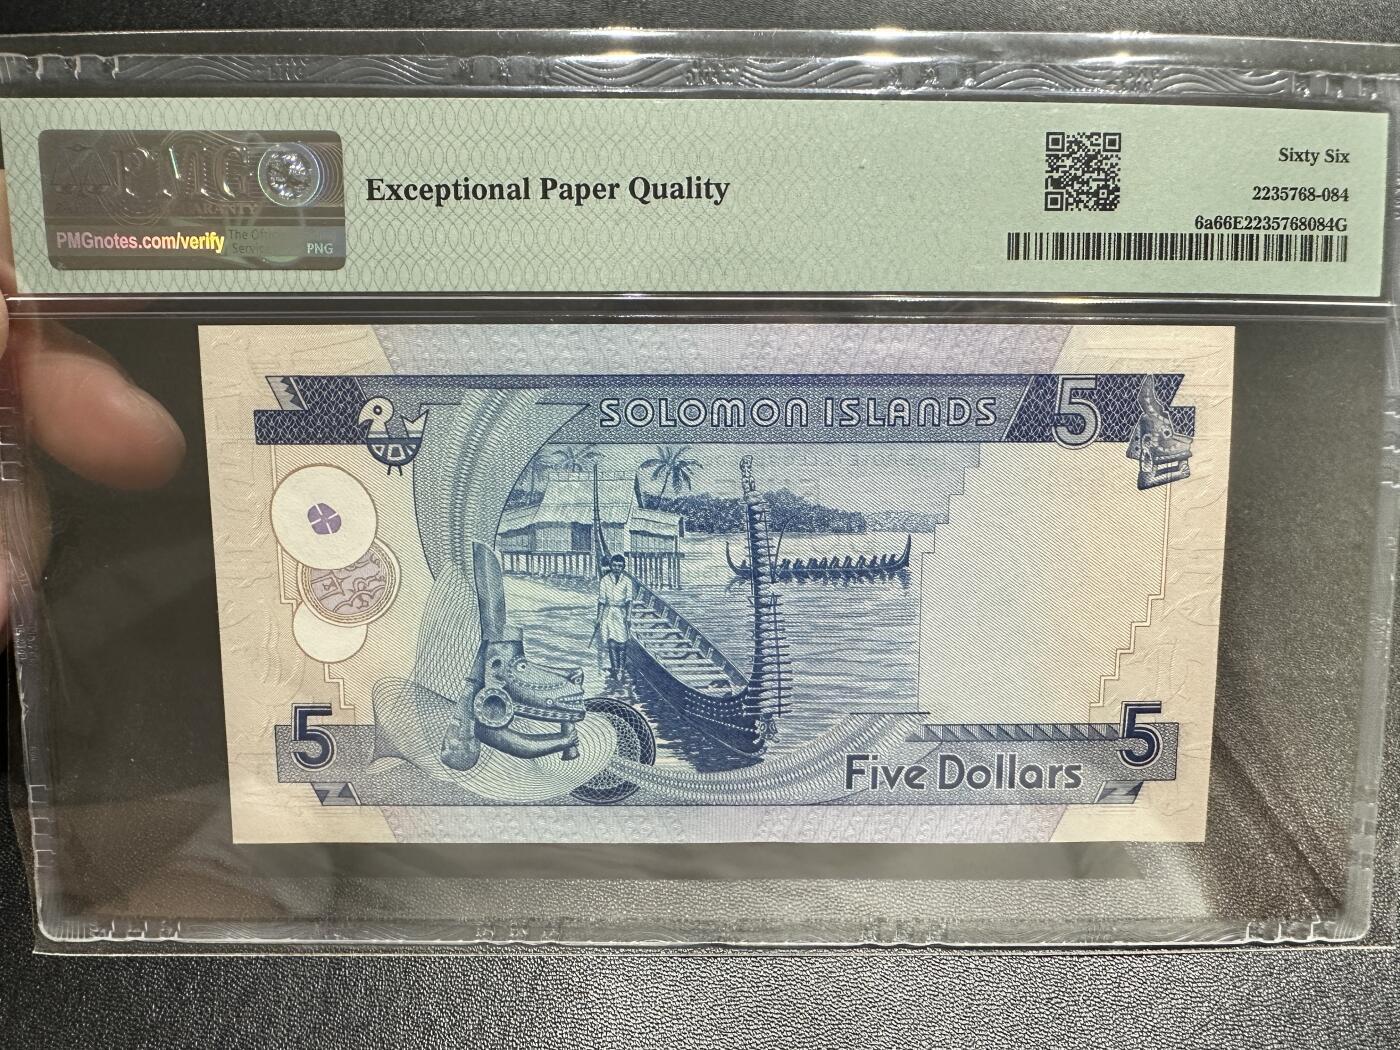 PMG
PMGnotes.com/verify
PNG
Exceptional Paper Quality
Sixty Six
2235768-084
6a66E2235768084G
SOLOMON ISLANDS
5
5
5
Five Dollars